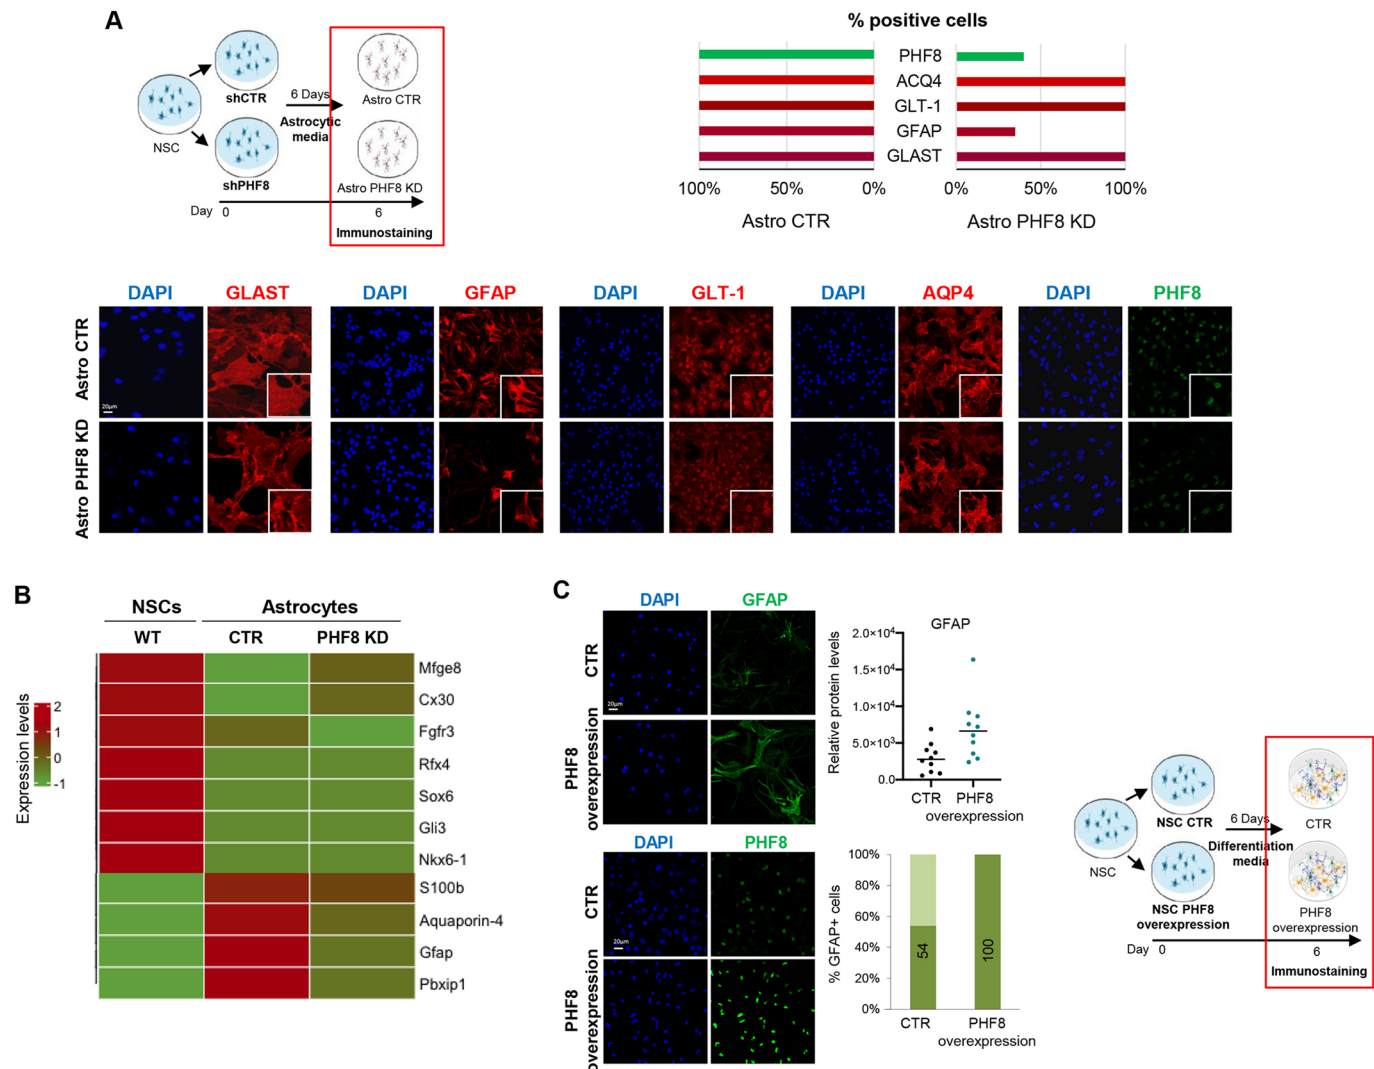 A
shCTR
6 Days
Astro CTR
Astrocytic
media
NSC
shPHF8
Astro PHF8 KD
Day 0 6
Immunostaining
% positive cells
PHF8
ACQ4
GLT-1
GFAP
GLAST
100% 50% 0% 0% 50% 100%
Astro CTR Astro PHF8 KD
DAPI GLAST DAPI GFAP DAPI GLT-1 DAPI AQP4 DAPI PHF8
Astro CTR
20µm
Astro PHF8 KD
B
NSCs Astrocytes
WT CTR PHF8 KD
Expression levels
2
1
0
-1
Mfge8
Cx30
Fgfr3
Rfx4
Sox6
Gli3
Nkx6-1
S100b
Aquaporin-4
Gfap
Pbxip1
C
DAPI GFAP
CTR
20µm
PHF8
overexpression
DAPI PHF8
CTR
20µm
PHF8
overexpression
GFAP
Relative protein levels
2.0×10⁴
1.5×10⁴
1.0×10⁴
5.0×10³
0.0
CTR PHF8
overexpression
% GFAP+ cells
100%
80%
60%
40%
20%
0%
54 100
CTR PHF8
overexpression
NSC CTR
6 Days
CTR
Differentiation
media
NSC
NSC PHF8
overexpression
PHF8
overexpression
Day 0 6
Immunostaining